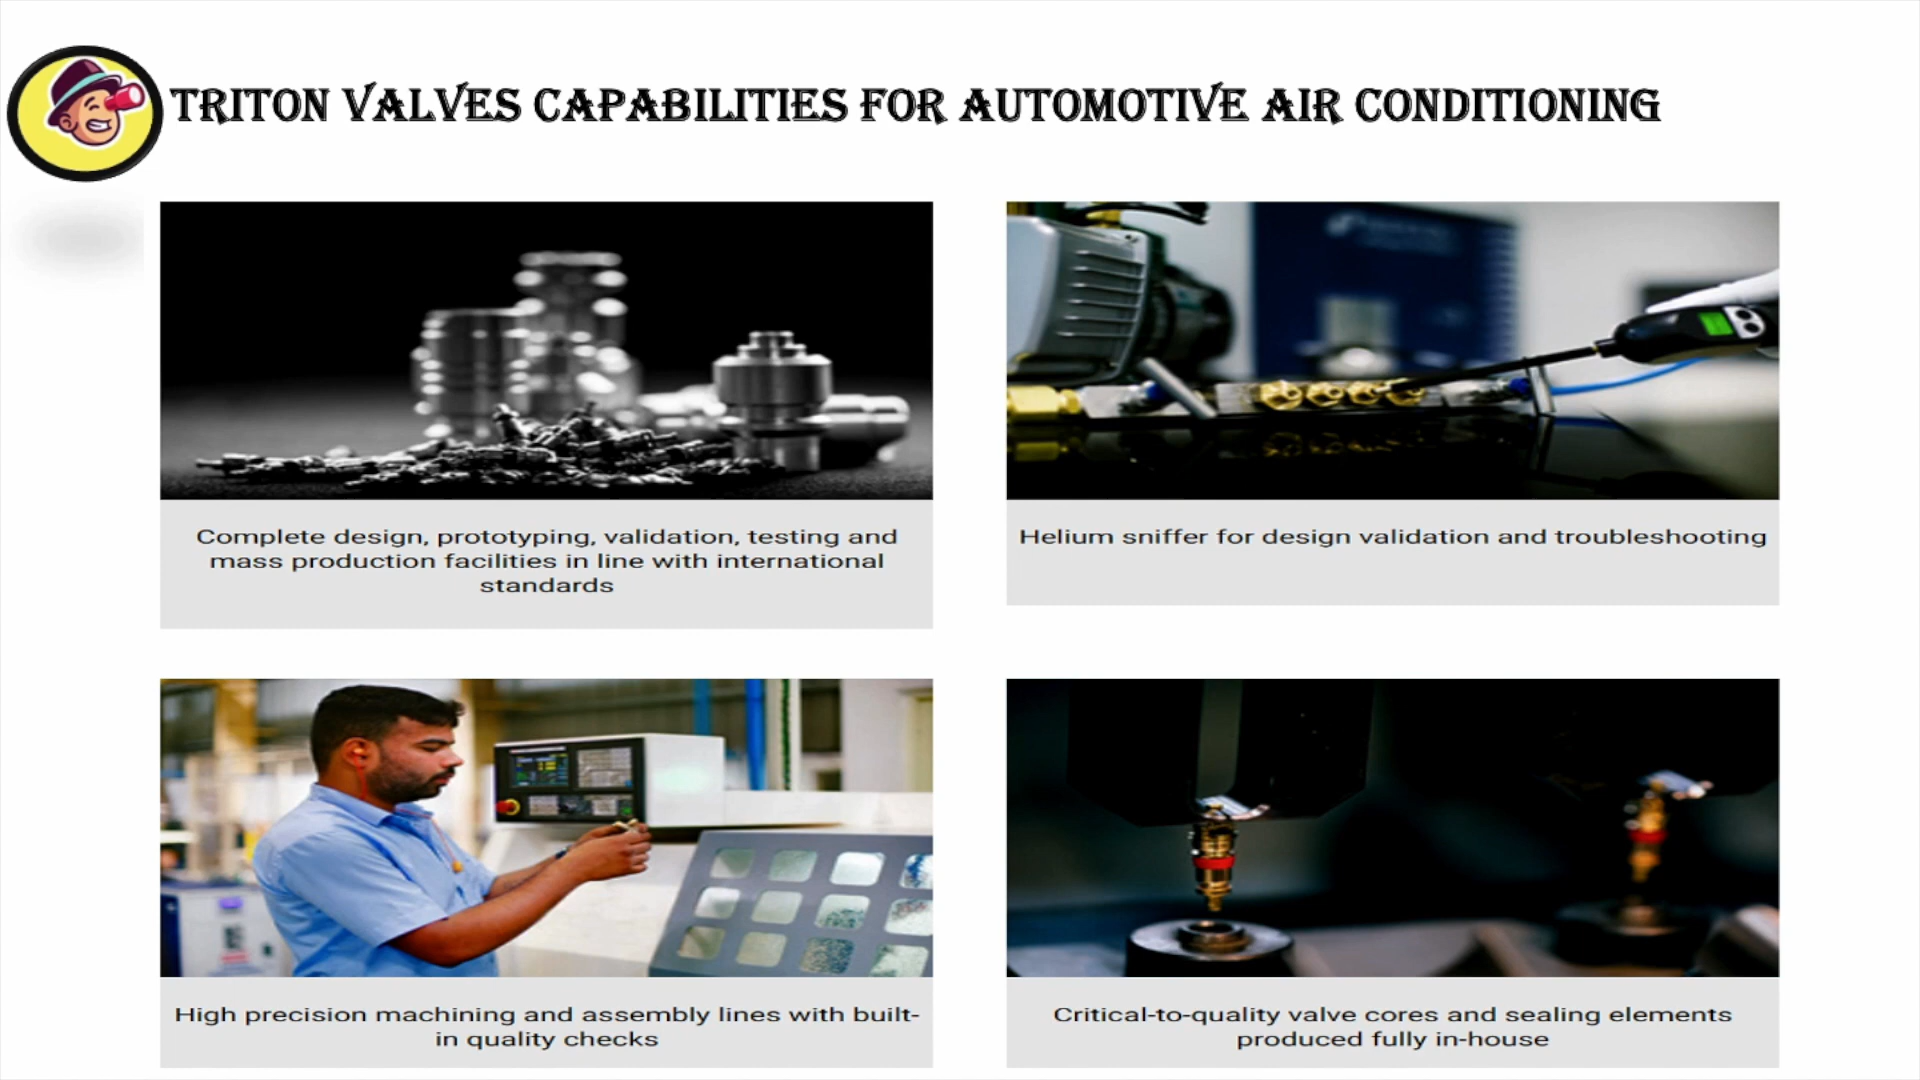 TRITON VALVES CAPABILITIES FOR AUTOMOTIVE AIR CONDITIONING
Complete design, prototyping, validation, testing and
mass production facilities in line with international
standards
Helium sniffer for design validation and troubleshooting
High precision machining and assembly lines with built-
in quality checks
Critical-to-quality valve cores and sealing elements
produced fully in-house